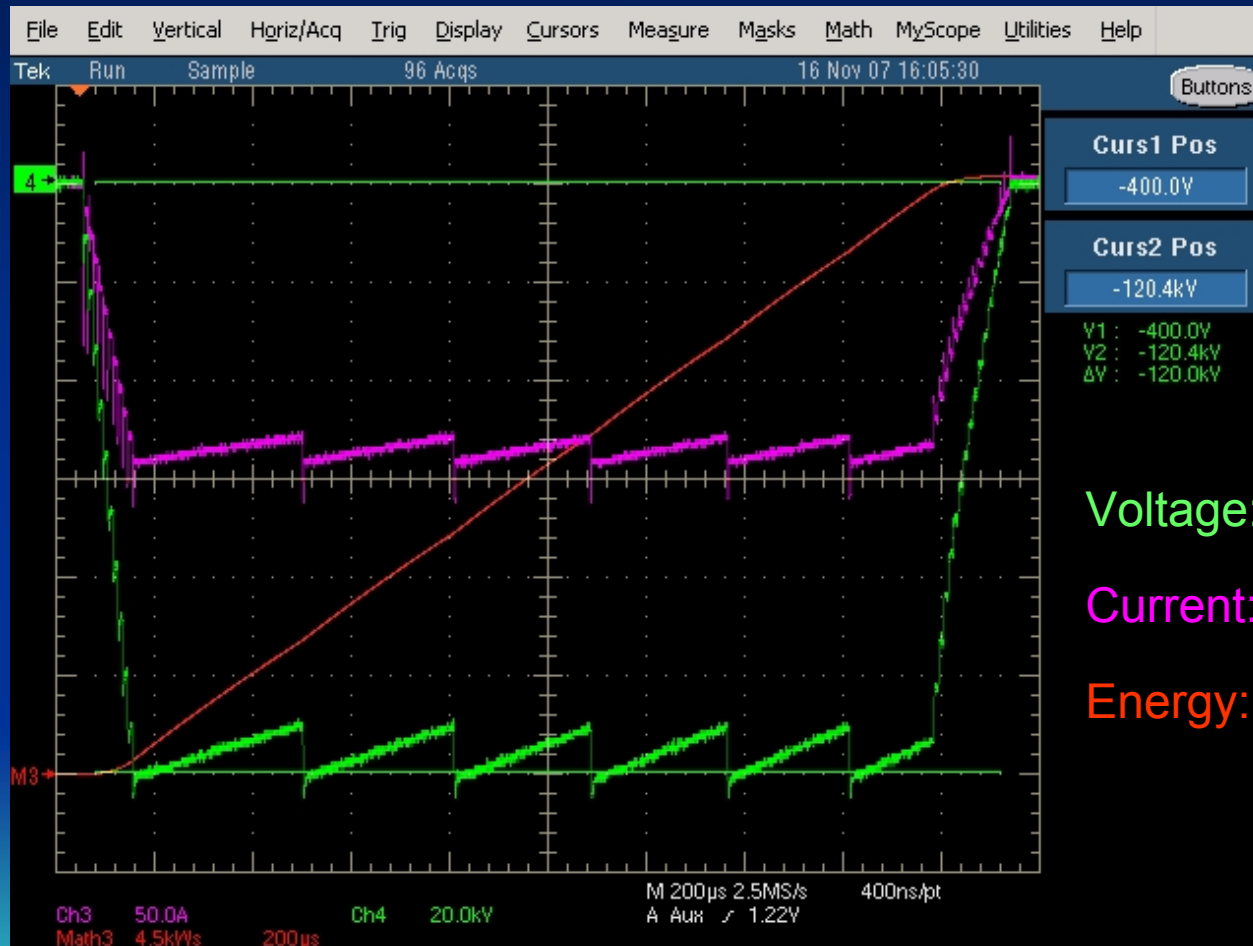 File Edit Vertical Horiz/Acq Trig Display Cursors Measure Masks Math MyScope Utilities Help
Tek Run Sample 96 Acqs 16 Nov 07 16:05:30
Buttons
Curs1 Pos
-400.0V
4
Curs2 Pos
-120.4kV
V1 : -400.0V
V2 : -120.4kV
ΔV : -120.0kV
Voltage:
Current:
Energy:
M3
M 200µs 2.5MS/s 400ns/pt
A Aux ⌿ 1.22V
Ch3 50.0A Ch4 20.0kV
Math3 4.5kWs 200µs